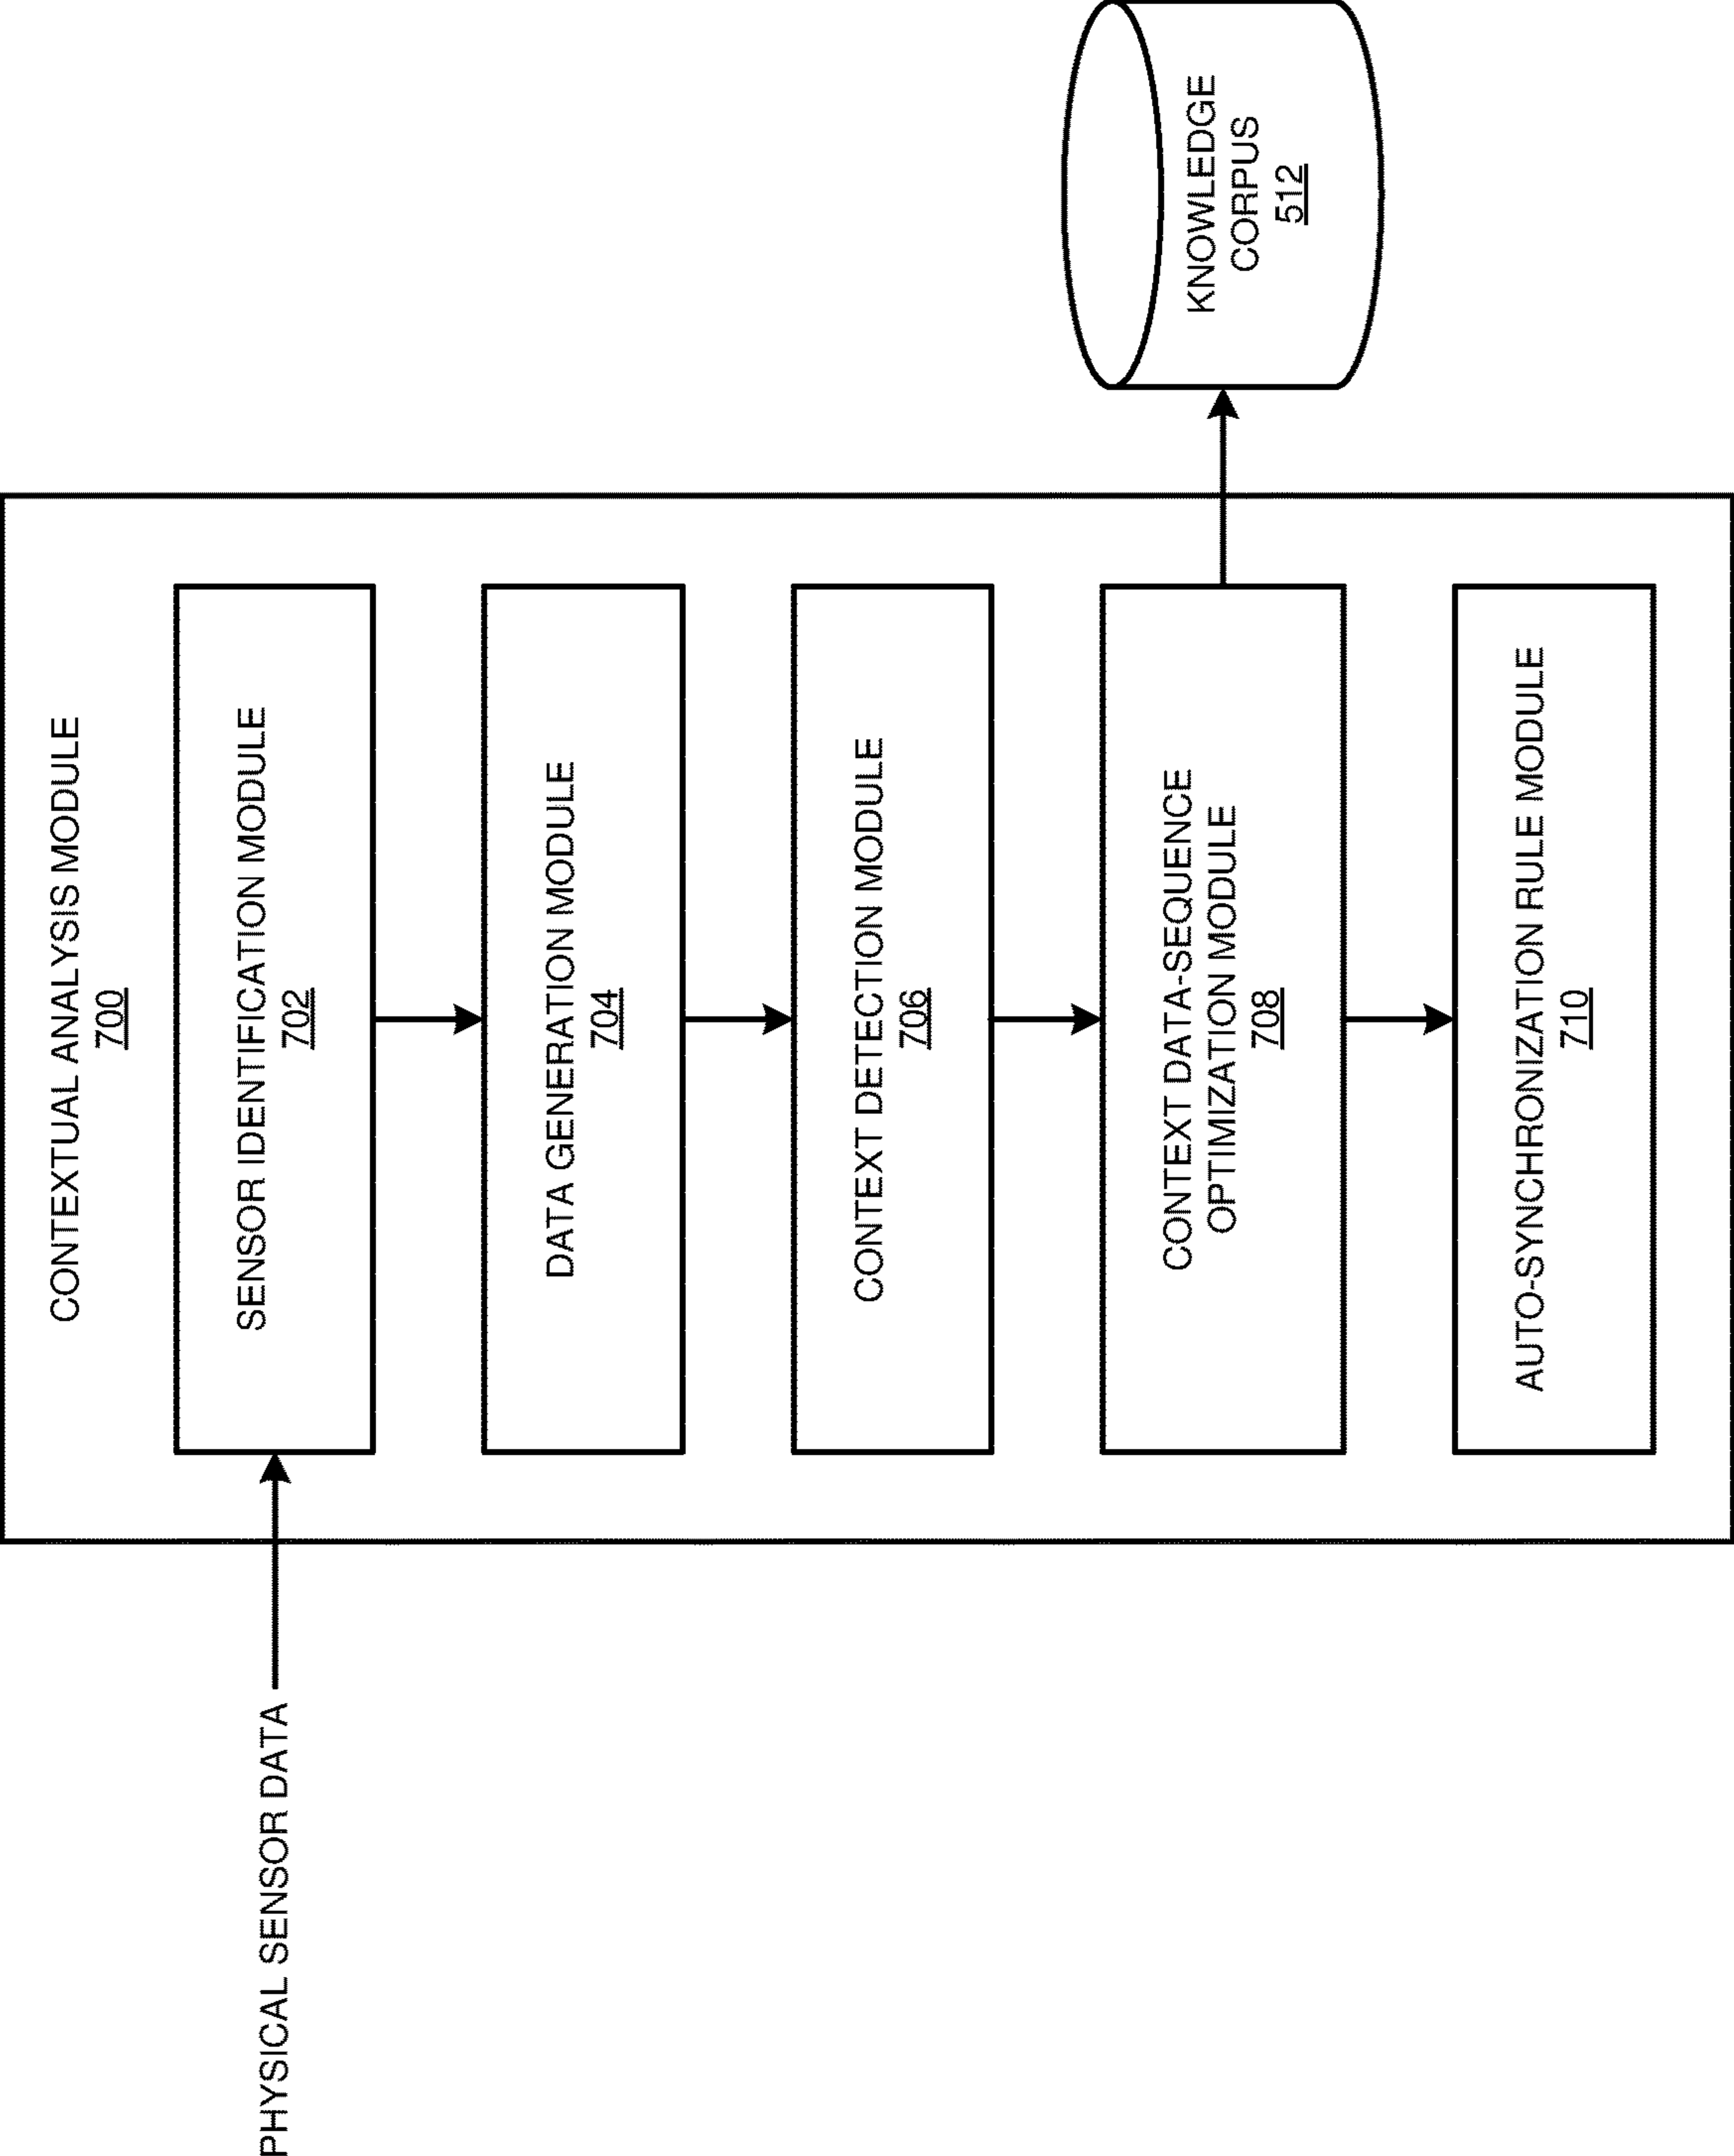 CONTEXTUAL ANALYSIS MODULE
700
PHYSICAL SENSOR DATA
SENSOR IDENTIFICATION MODULE
702
DATA GENERATION MODULE
704
CONTEXT DETECTION MODULE
706
CONTEXT DATA-SEQUENCE
OPTIMIZATION MODULE
708
KNOWLEDGE
CORPUS
512
AUTO-SYNCHRONIZATION RULE MODULE
710